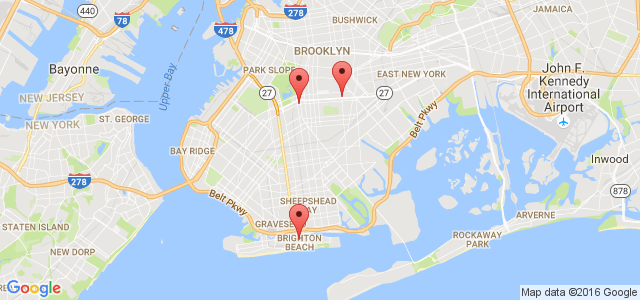 440
78
278
BUSHWICK
JAMAICA
478
BROOKLYN
Bayonne
PARK SLOPE
EAST NEW YORK
John F.
Kennedy
International
Airport
27
27
NEW JERSEY
NEW YORK
Upper Bay
ST. GEORGE
Belt Pkwy
BAY RIDGE
Inwood
278
Belt Pkwy
878
SHEEPSHEAD
BAY
STATEN ISLAND
GRAVESEND
ARVERNE
BRIGHTON
BEACH
ROCKAWAY
PARK
NEW DORP
Google
Map data ©2016 Google